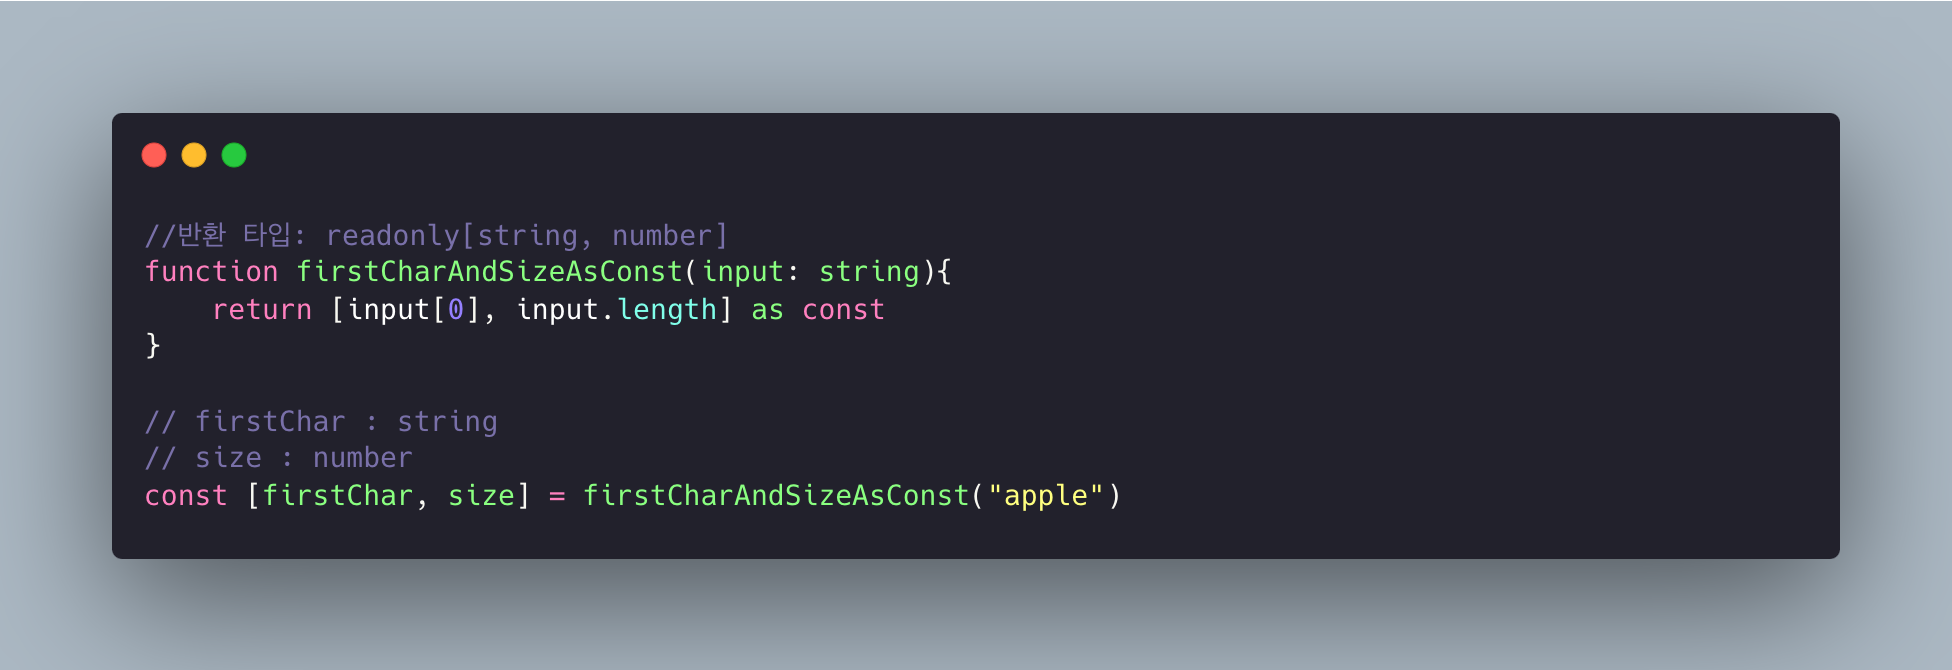 //반환 타입: readonly[string, number]
function firstCharAndSizeAsConst(input: string){
    return [input[0], input.length] as const
}
// firstChar : string
// size : number
const [firstChar, size] = firstCharAndSizeAsConst("apple")